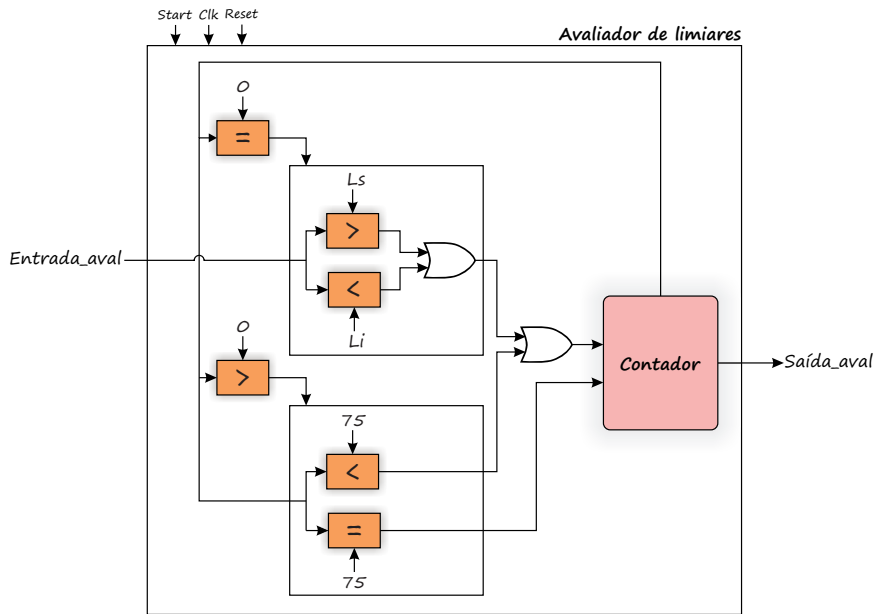 Start Clk Reset
Avaliador de limiares
0
=
Ls
>
Entrada_aval
<
Li
0
>
Contador
Saída_aval
75
<
=
75